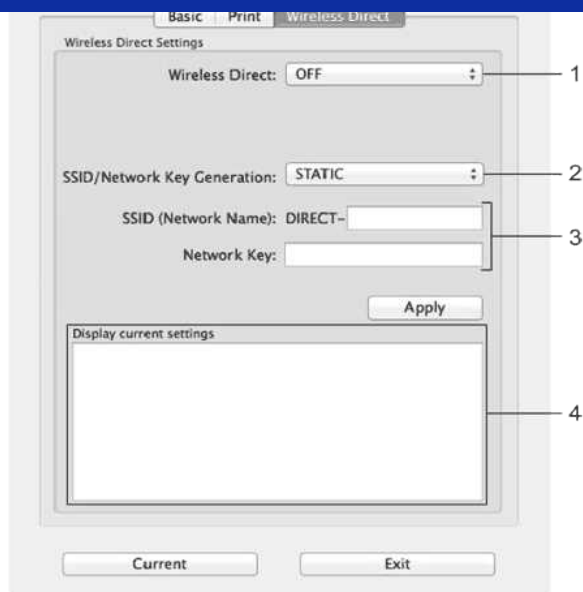 Basic Print Wireless Direct
Wireless Direct Settings
Wireless Direct: OFF 1
SSID/Network Key Generation: STATIC 2
SSID (Network Name): DIRECT-
3
Network Key:
Apply
Display current settings
4
Current Exit